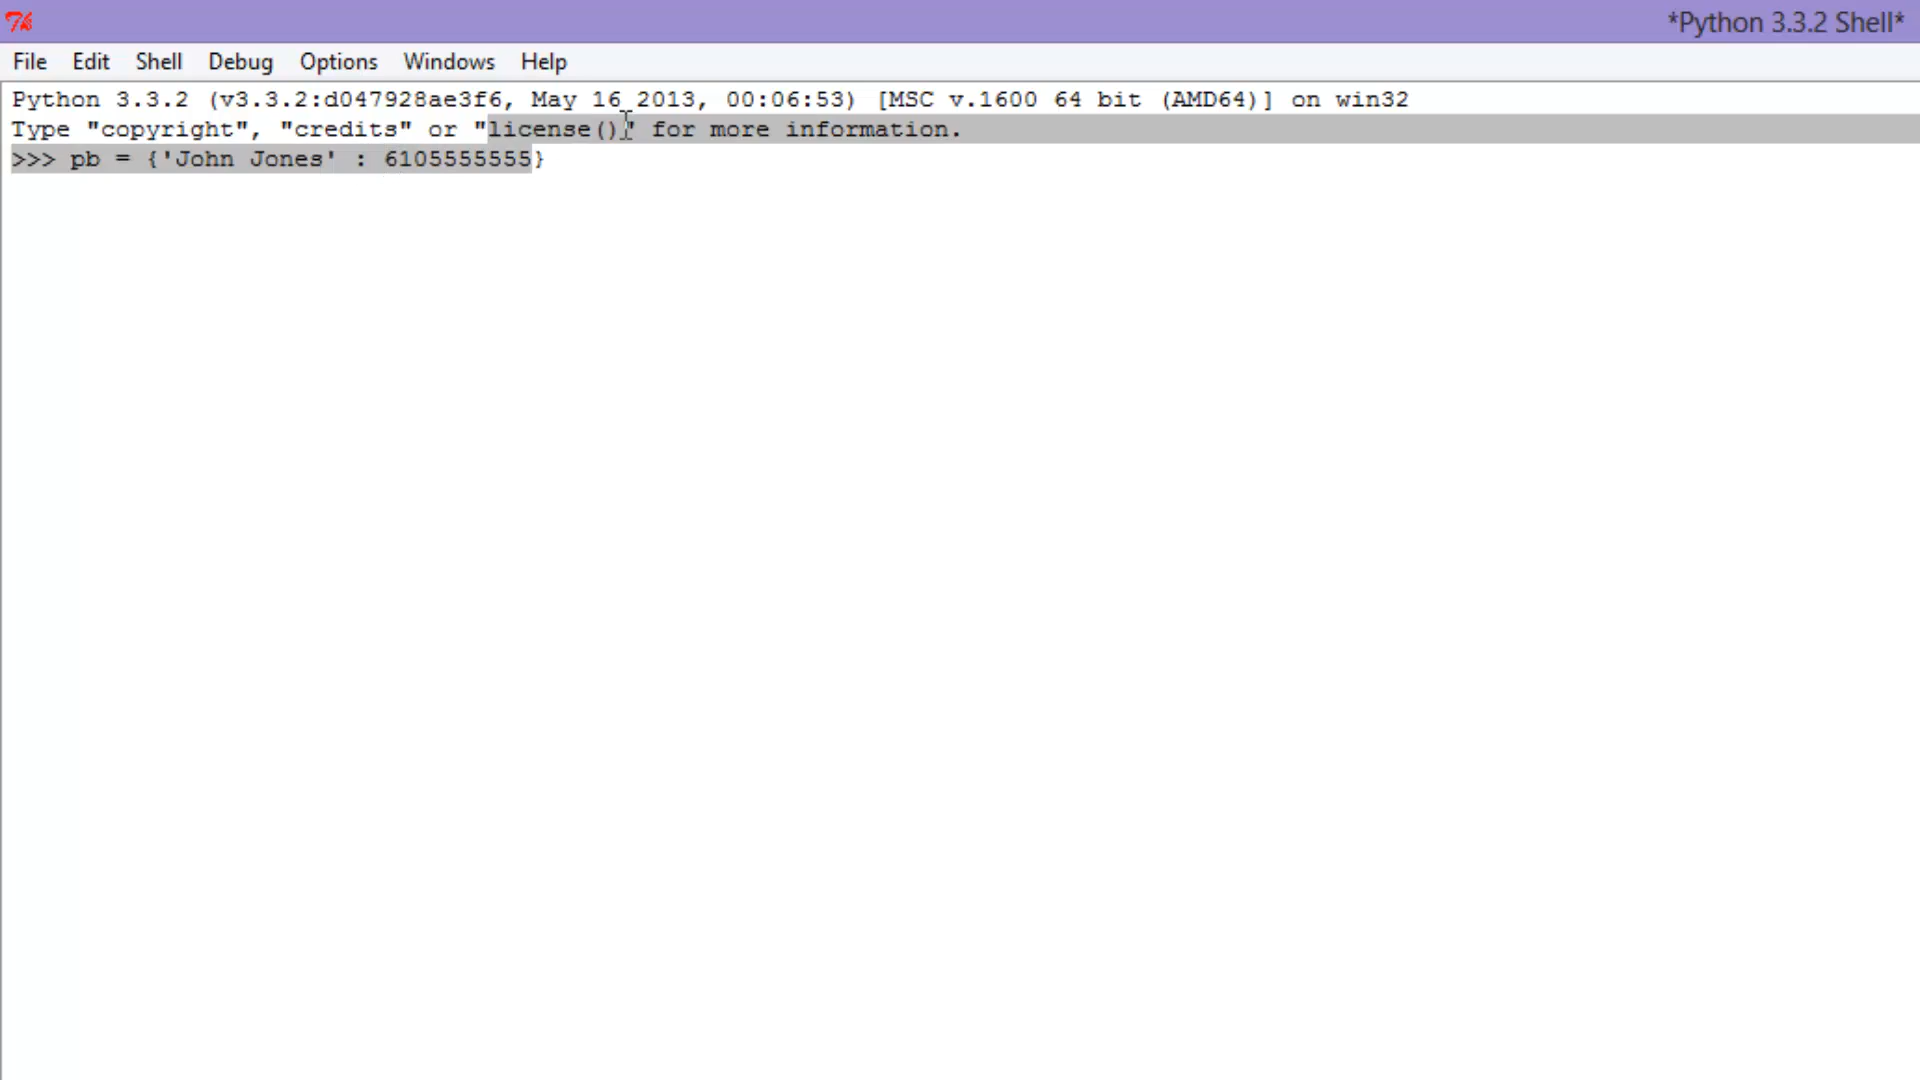 *Python 3.3.2 Shell*
File Edit Shell Debug Options Windows Help
Python 3.3.2 (v3.3.2:d047928ae3f6, May 16 2013, 00:06:53) [MSC v.1600 64 bit (AMD64)] on win32
Type "copyright", "credits" or "license()" for more information.
>>> pb = {'John Jones' : 6105555555}